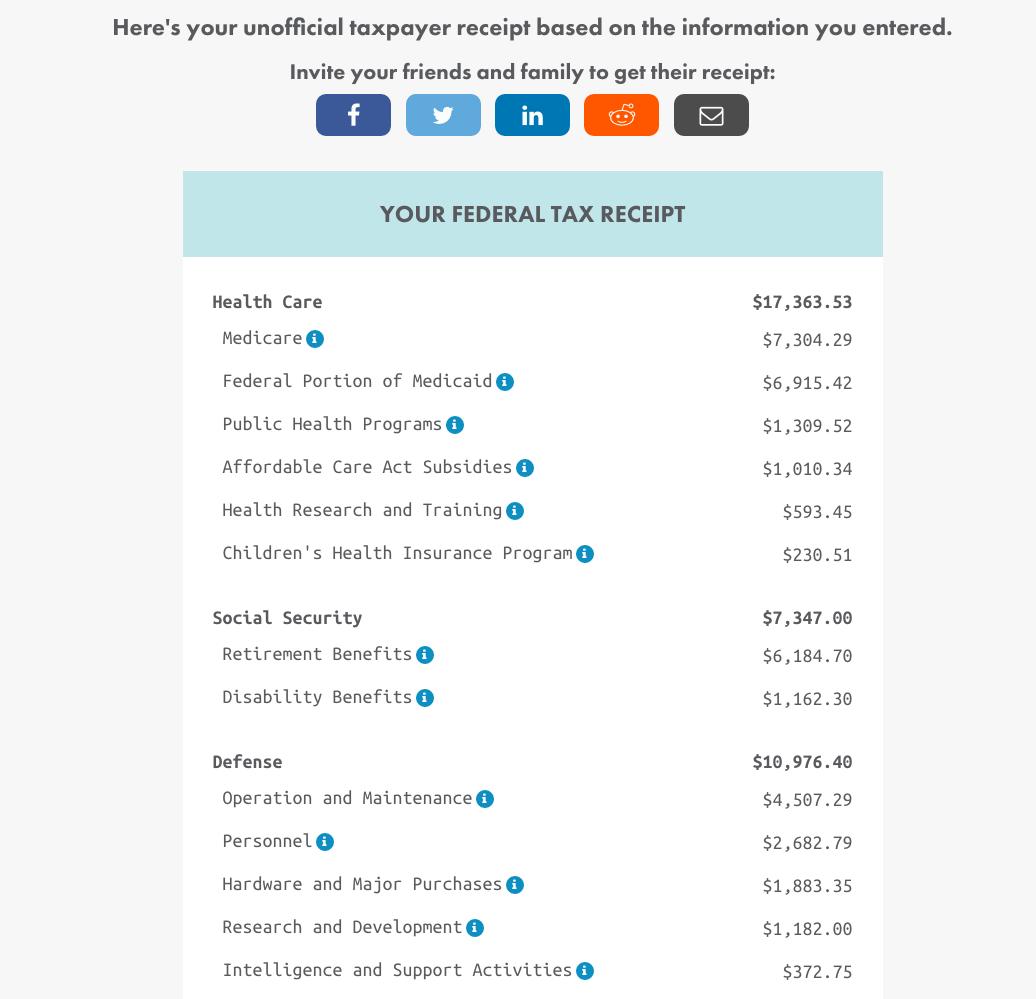 Here's your unofficial taxpayer receipt based on the information you entered.
Invite your friends and family to get their receipt:
YOUR FEDERAL TAX RECEIPT
Health Care $17,363.53
Medicare $7,304.29
Federal Portion of Medicaid $6,915.42
Public Health Programs $1,309.52
Affordable Care Act Subsidies $1,010.34
Health Research and Training $593.45
Children's Health Insurance Program $230.51
Social Security $7,347.00
Retirement Benefits $6,184.70
Disability Benefits $1,162.30
Defense $10,976.40
Operation and Maintenance $4,507.29
Personnel $2,682.79
Hardware and Major Purchases $1,883.35
Research and Development $1,182.00
Intelligence and Support Activities $372.75